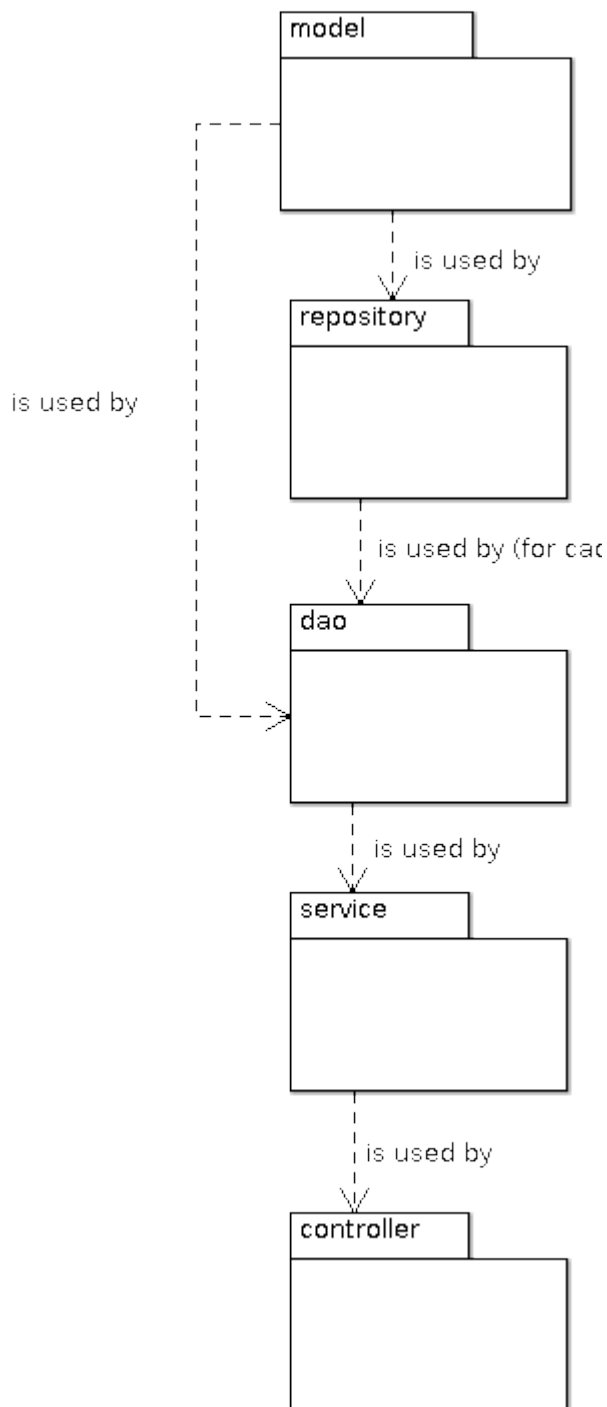 model
is used by
repository
is used by
is used by (for
dao
is used by
service
is used by
controller